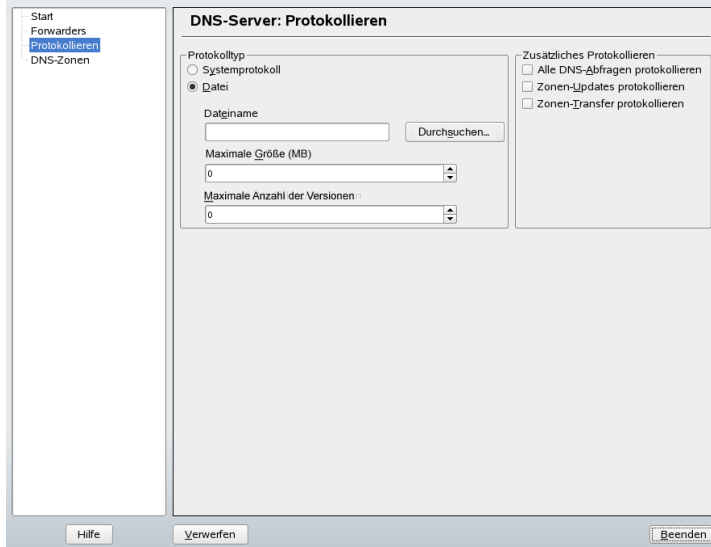 Start
Forwarders
Protokollieren
DNS-Zonen
DNS-Server: Protokollieren
Protokolltyp
Systemprotokoll
Datei
Dateiname
Durchsuchen...
Maximale Größe (MB)
0
Maximale Anzahl der Versionen
0
Zusätzliches Protokollieren
Alle DNS-Abfragen protokollieren
Zonen-Updates protokollieren
Zonen-Transfer protokollieren
Hilfe
Verwerfen
Beenden